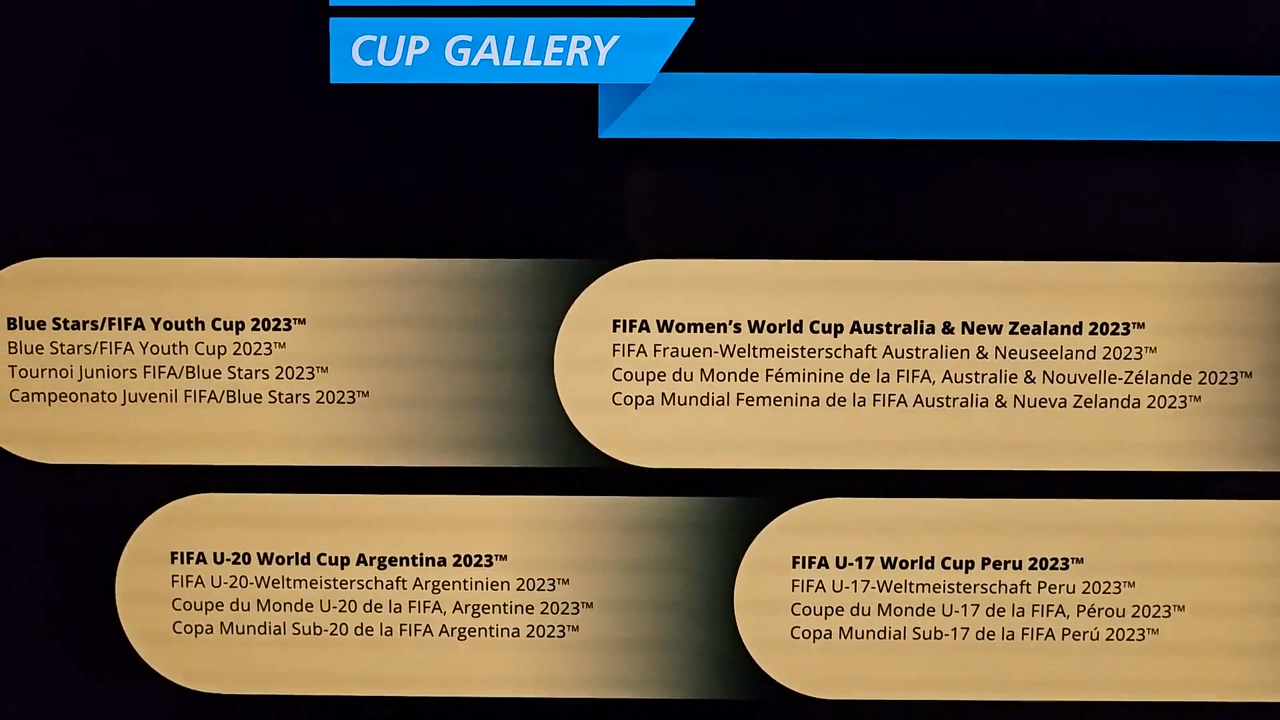 CUP GALLERY
Blue Stars/FIFA Youth Cup 2023™
Blue Stars/FIFA Youth Cup 2023™
Tournoi Juniors FIFA/Blue Stars 2023™
Campeonato Juvenil FIFA/Blue Stars 2023™
FIFA Women’s World Cup Australia & New Zealand 2023™
FIFA Frauen-Weltmeisterschaft Australien & Neuseeland 2023™
Coupe du Monde Féminine de la FIFA, Australie & Nouvelle-Zélande 2023™
Copa Mundial Femenina de la FIFA Australia & Nueva Zelanda 2023™
FIFA U-20 World Cup Argentina 2023™
FIFA U-20-Weltmeisterschaft Argentinien 2023™
Coupe du Monde U-20 de la FIFA, Argentine 2023™
Copa Mundial Sub-20 de la FIFA Argentina 2023™
FIFA U-17 World Cup Peru 2023™
FIFA U-17-Weltmeisterschaft Peru 2023™
Coupe du Monde U-17 de la FIFA, Pérou 2023™
Copa Mundial Sub-17 de la FIFA Perú 2023™